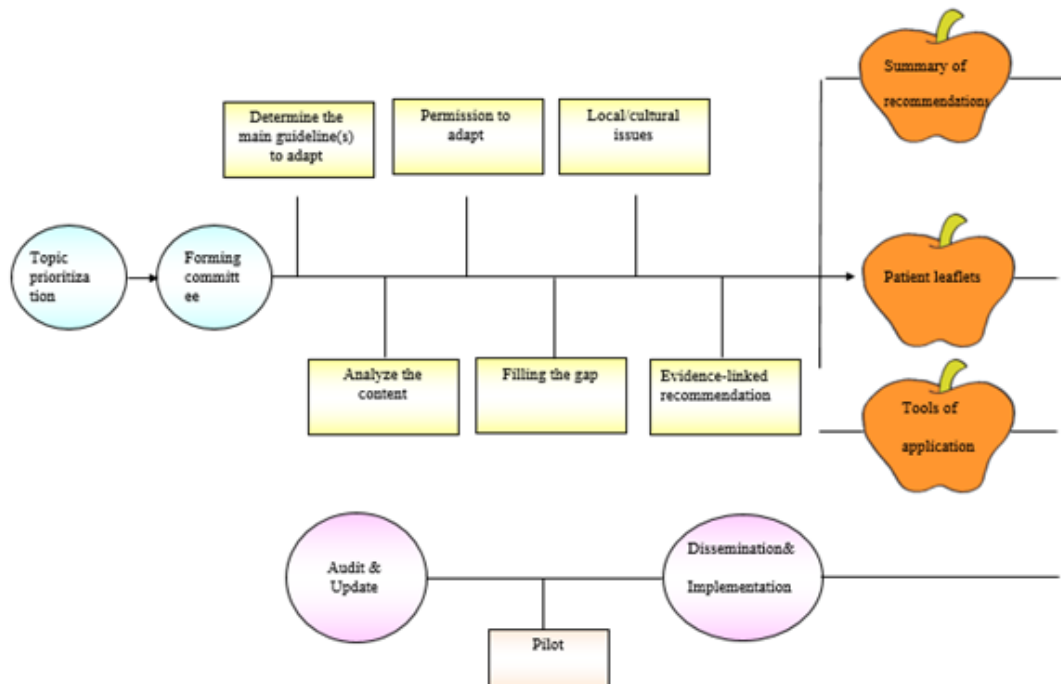 Summary of
recommendations
Determine the
main guideline(s)
to adapt
Permission to
adapt
Local/cultural
issues
Topic
prioritiza
tion
Forming
committ
ee
Patient leaflets
Analyze the
content
Filling the gap
Evidence-linked
recommendation
Tools of
application
Audit &
Update
Dissemination&
Implementation
Pilot